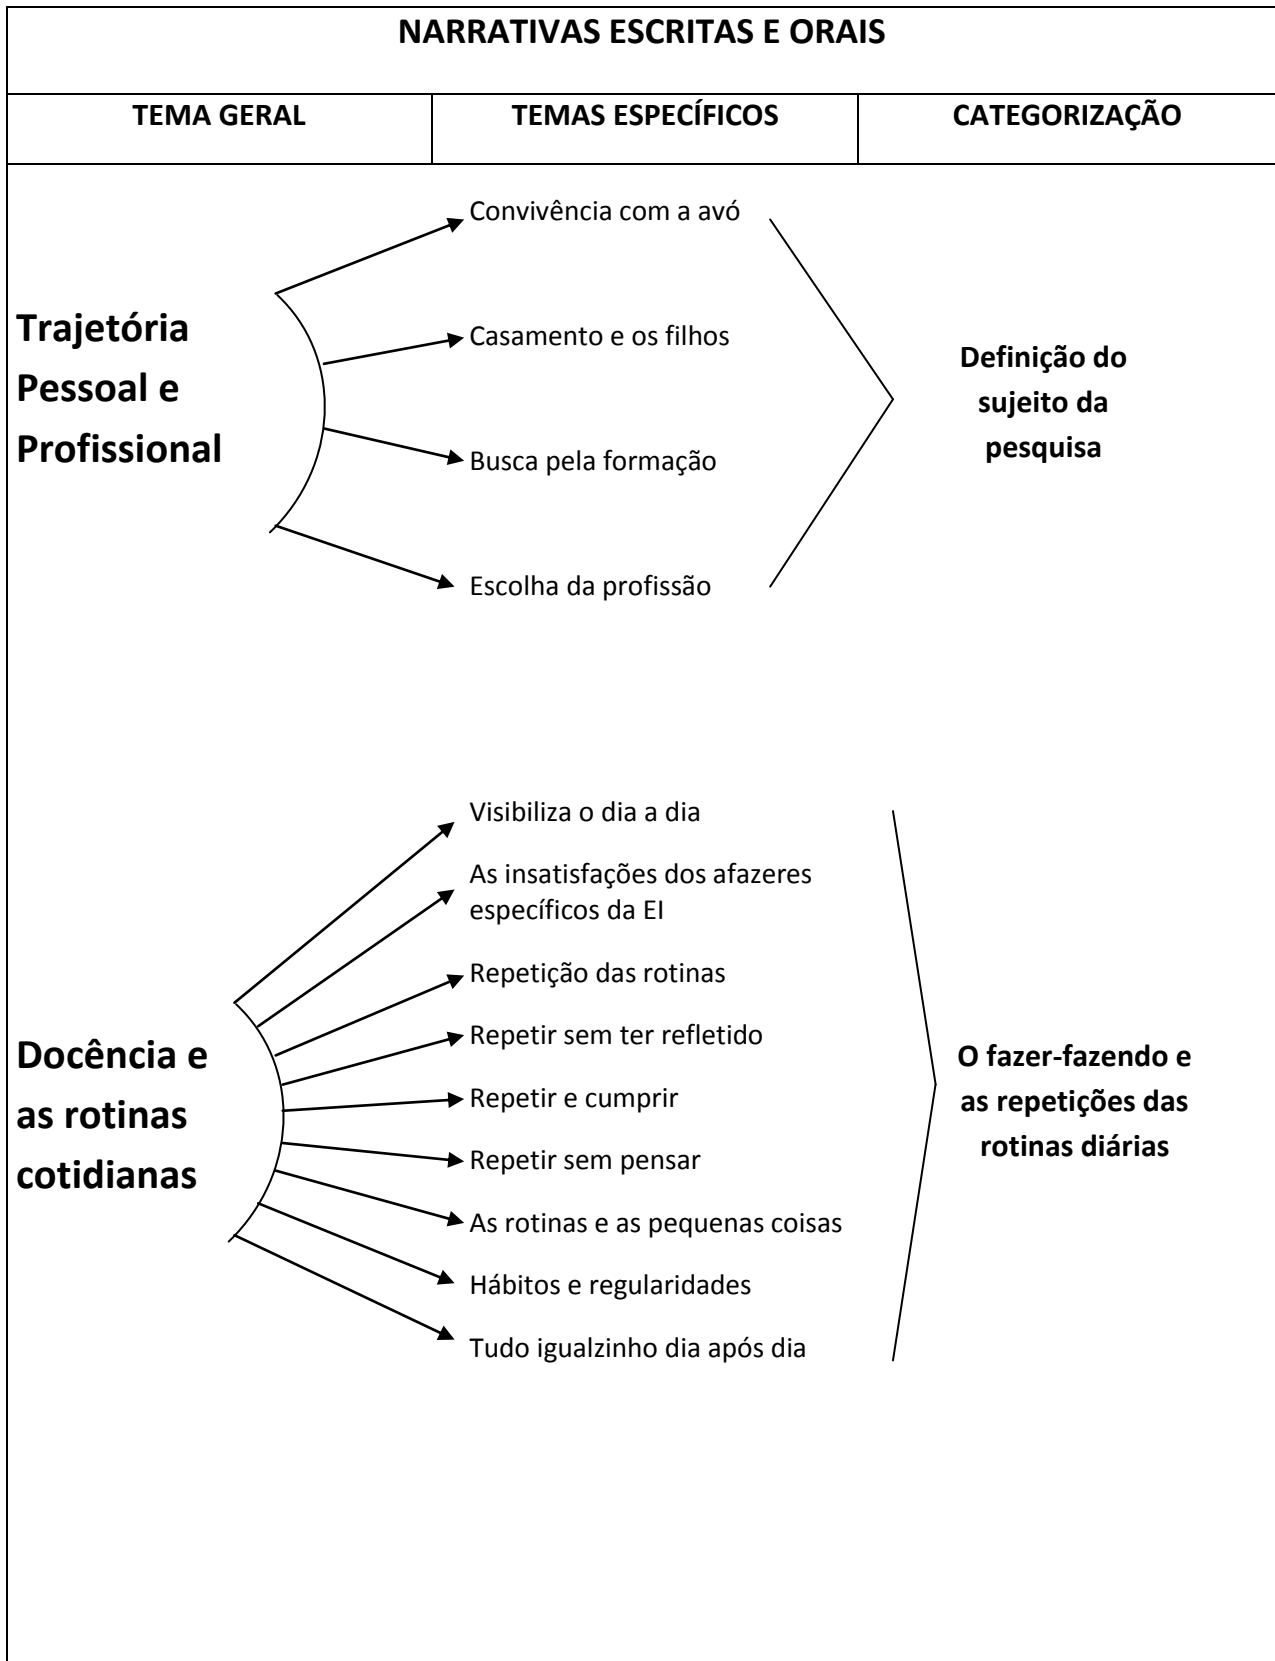 NARRATIVAS ESCRITAS E ORAIS
TEMA GERAL
TEMAS ESPECÍFICOS
CATEGORIZAÇÃO
Trajetória
Pessoal e
Profissional
Convivência com a avó
Casamento e os filhos
Busca pela formação
Escolha da profissão
Definição do
sujeito da
pesquisa
Docência e
as rotinas
cotidianas
Visibiliza o dia a dia
As insatisfações dos afazeres
específicos da EI
Repetição das rotinas
Repetir sem ter refletido
Repetir e cumprir
Repetir sem pensar
As rotinas e as pequenas coisas
Hábitos e regularidades
Tudo igualzinho dia após dia
O fazer-fazendo e
as repetições das
rotinas diárias